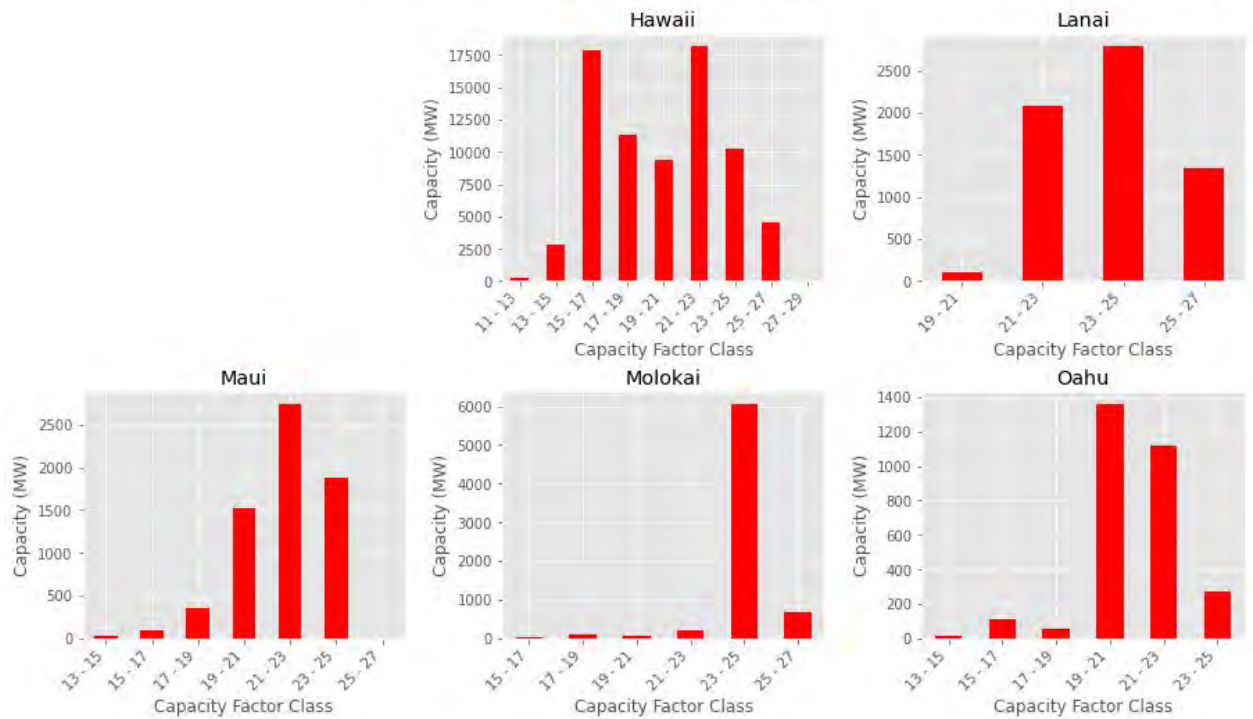 Hawaii
Capacity (MW)
17500
15000
12500
10000
7500
5000
2500
0
11 - 13
13 - 15
15 - 17
17 - 19
19 - 21
21 - 23
23 - 25
25 - 27
27 - 29
Capacity Factor Class
Lanai
Capacity (MW)
2500
2000
1500
1000
500
0
19 - 21
21 - 23
23 - 25
25 - 27
Capacity Factor Class
Maui
Capacity (MW)
2500
2000
1500
1000
500
0
13 - 15
15 - 17
17 - 19
19 - 21
21 - 23
23 - 25
25 - 27
Capacity Factor Class
Molokai
Capacity (MW)
6000
5000
4000
3000
2000
1000
0
15 - 17
17 - 19
19 - 21
21 - 23
23 - 25
25 - 27
Capacity Factor Class
Oahu
Capacity (MW)
1400
1200
1000
800
600
400
200
0
13 - 15
15 - 17
17 - 19
19 - 21
21 - 23
23 - 25
Capacity Factor Class